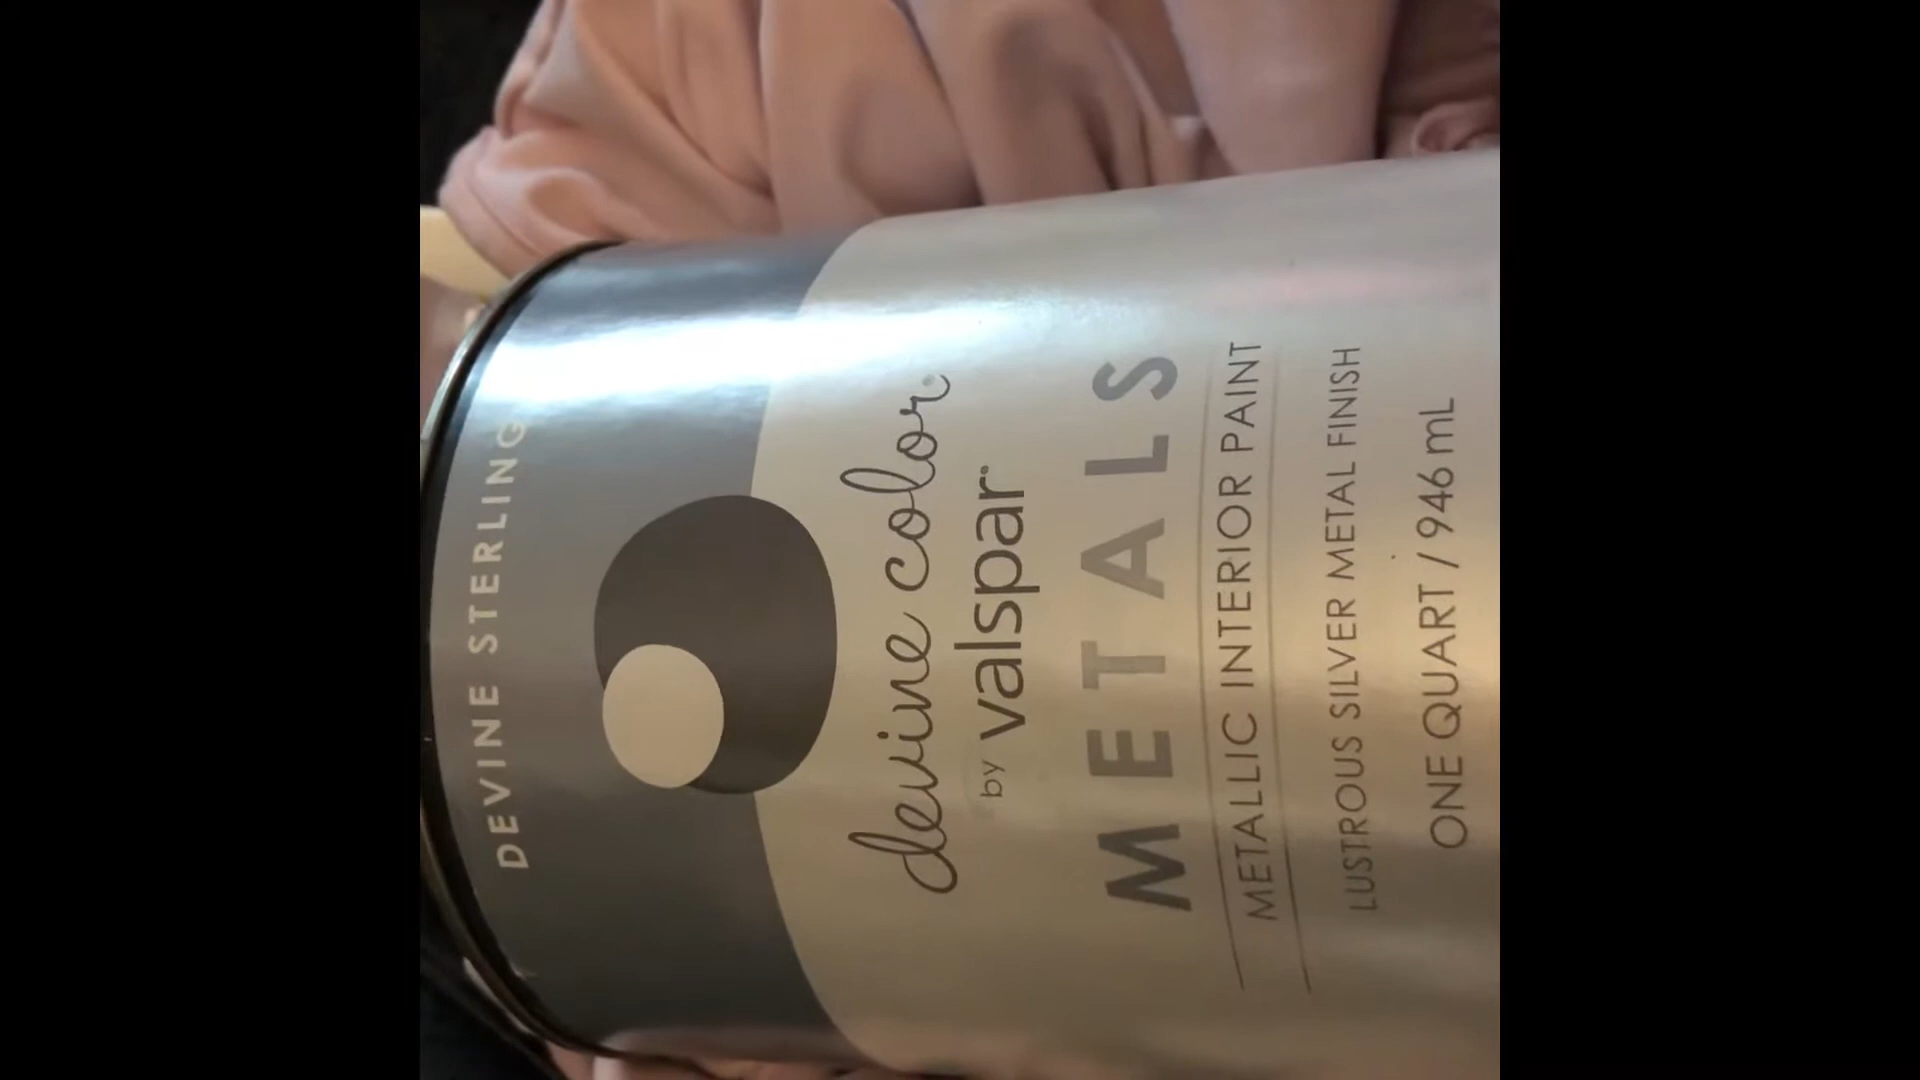 DEVINE STERLING
devine color®
by valspar®
METALS
METALLIC INTERIOR PAINT
LUSTROUS SILVER METAL FINISH
ONE QUART / 946 mL